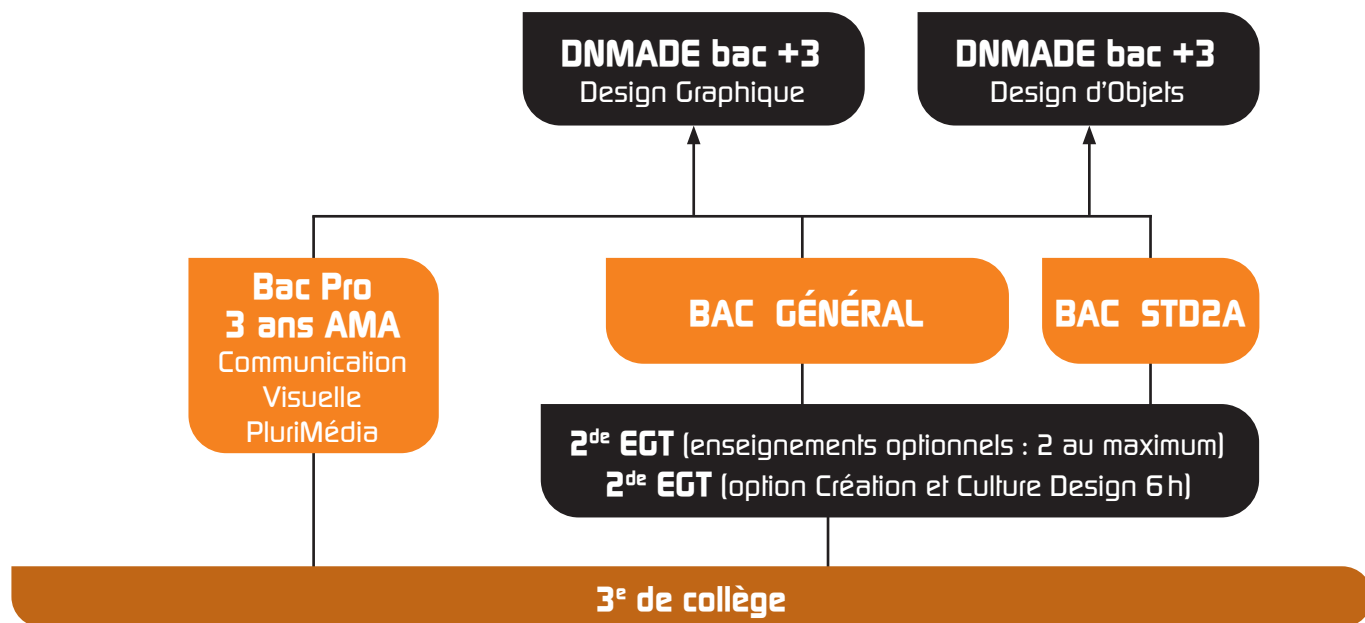 DNMADE bac +3
Design Graphique
DNMADE bac +3
Design d'Objets
Bac Pro
3 ans AMA
Communication
Visuelle
PluriMédia
BAC GÉNÉRAL
BAC STD2A
2de EGT (enseignements optionnels : 2 au maximum)
2de EGT (option Création et Culture Design 6 h)
3e de collège